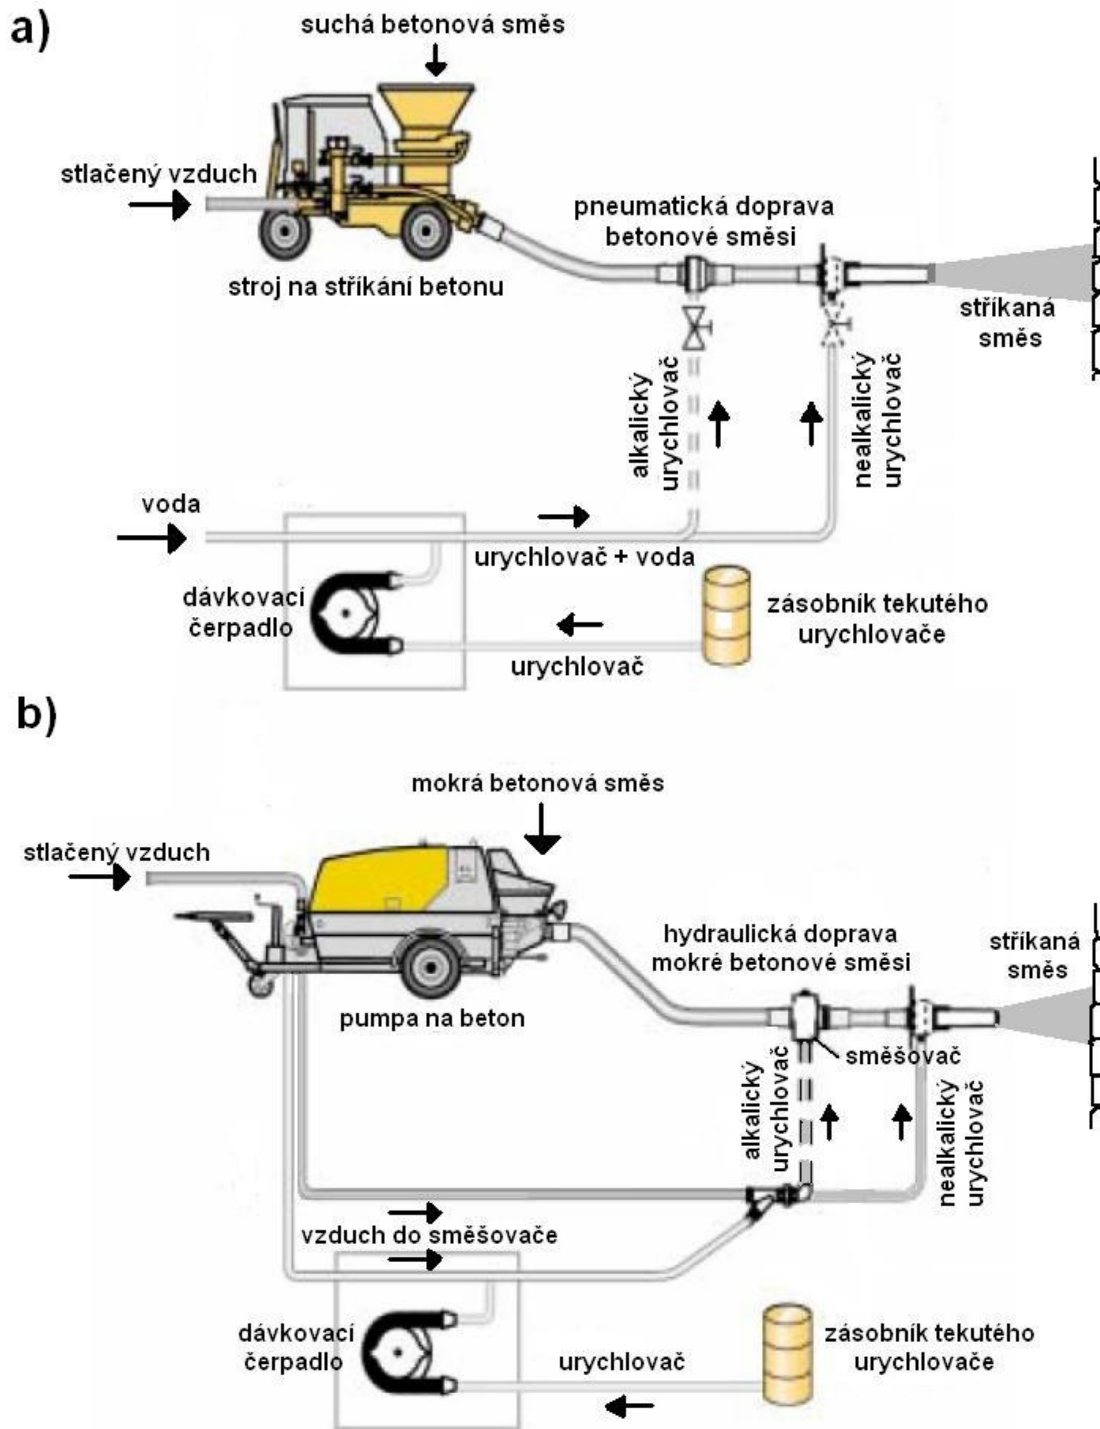 a)
suchá betonová směs
stlačený vzduch
pneumatická doprava
betonové směsi
stroj na stříkání betonu
stříkaná
směs
alkalický
urychlovač
nealkalický
urychlovač
voda
urychlovač + voda
dávkovací
čerpadlo
zásobník tekutého
urychlovače
urychlovač
b)
mokrá betonová směs
stlačený vzduch
hydraulická doprava
mokré betonové směsi
stříkaná
směs
pumpa na beton
směšovač
alkalický
urychlovač
nealkalický
urychlovač
vzduch do směšovače
dávkovací
čerpadlo
urychlovač
zásobník tekutého
urychlovače